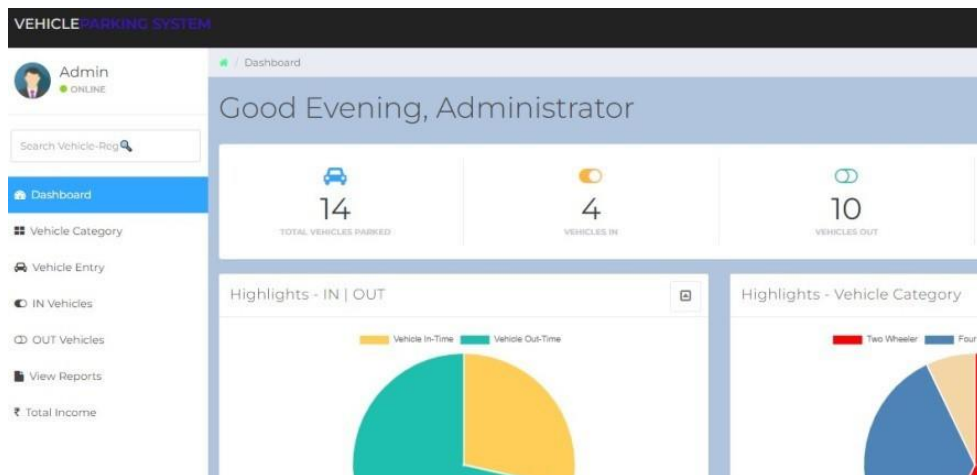 VEHICLEPARKING SYSTEM
Admin
ONLINE
Search Vehicle-Reg
Dashboard
Vehicle Category
Vehicle Entry
IN Vehicles
OUT Vehicles
View Reports
₹ Total Income
/ Dashboard
Good Evening, Administrator
14
TOTAL VEHICLES PARKED
4
VEHICLES IN
10
VEHICLES OUT
Highlights - IN | OUT
Vehicle In-Time Vehicle Out-Time
Highlights - Vehicle Category
Two Wheeler Four